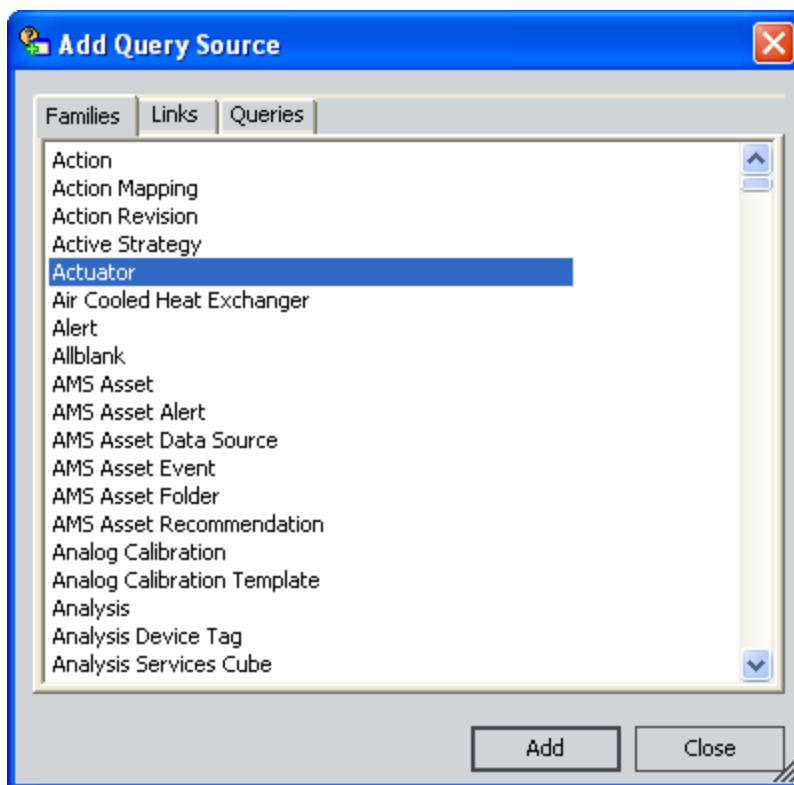 Add Query Source
Families Links Queries
Action
Action Mapping
Action Revision
Active Strategy
Actuator
Air Cooled Heat Exchanger
Alert
Allblank
AMS Asset
AMS Asset Alert
AMS Asset Data Source
AMS Asset Event
AMS Asset Folder
AMS Asset Recommendation
Analog Calibration
Analog Calibration Template
Analysis
Analysis Device Tag
Analysis Services Cube
Add Close